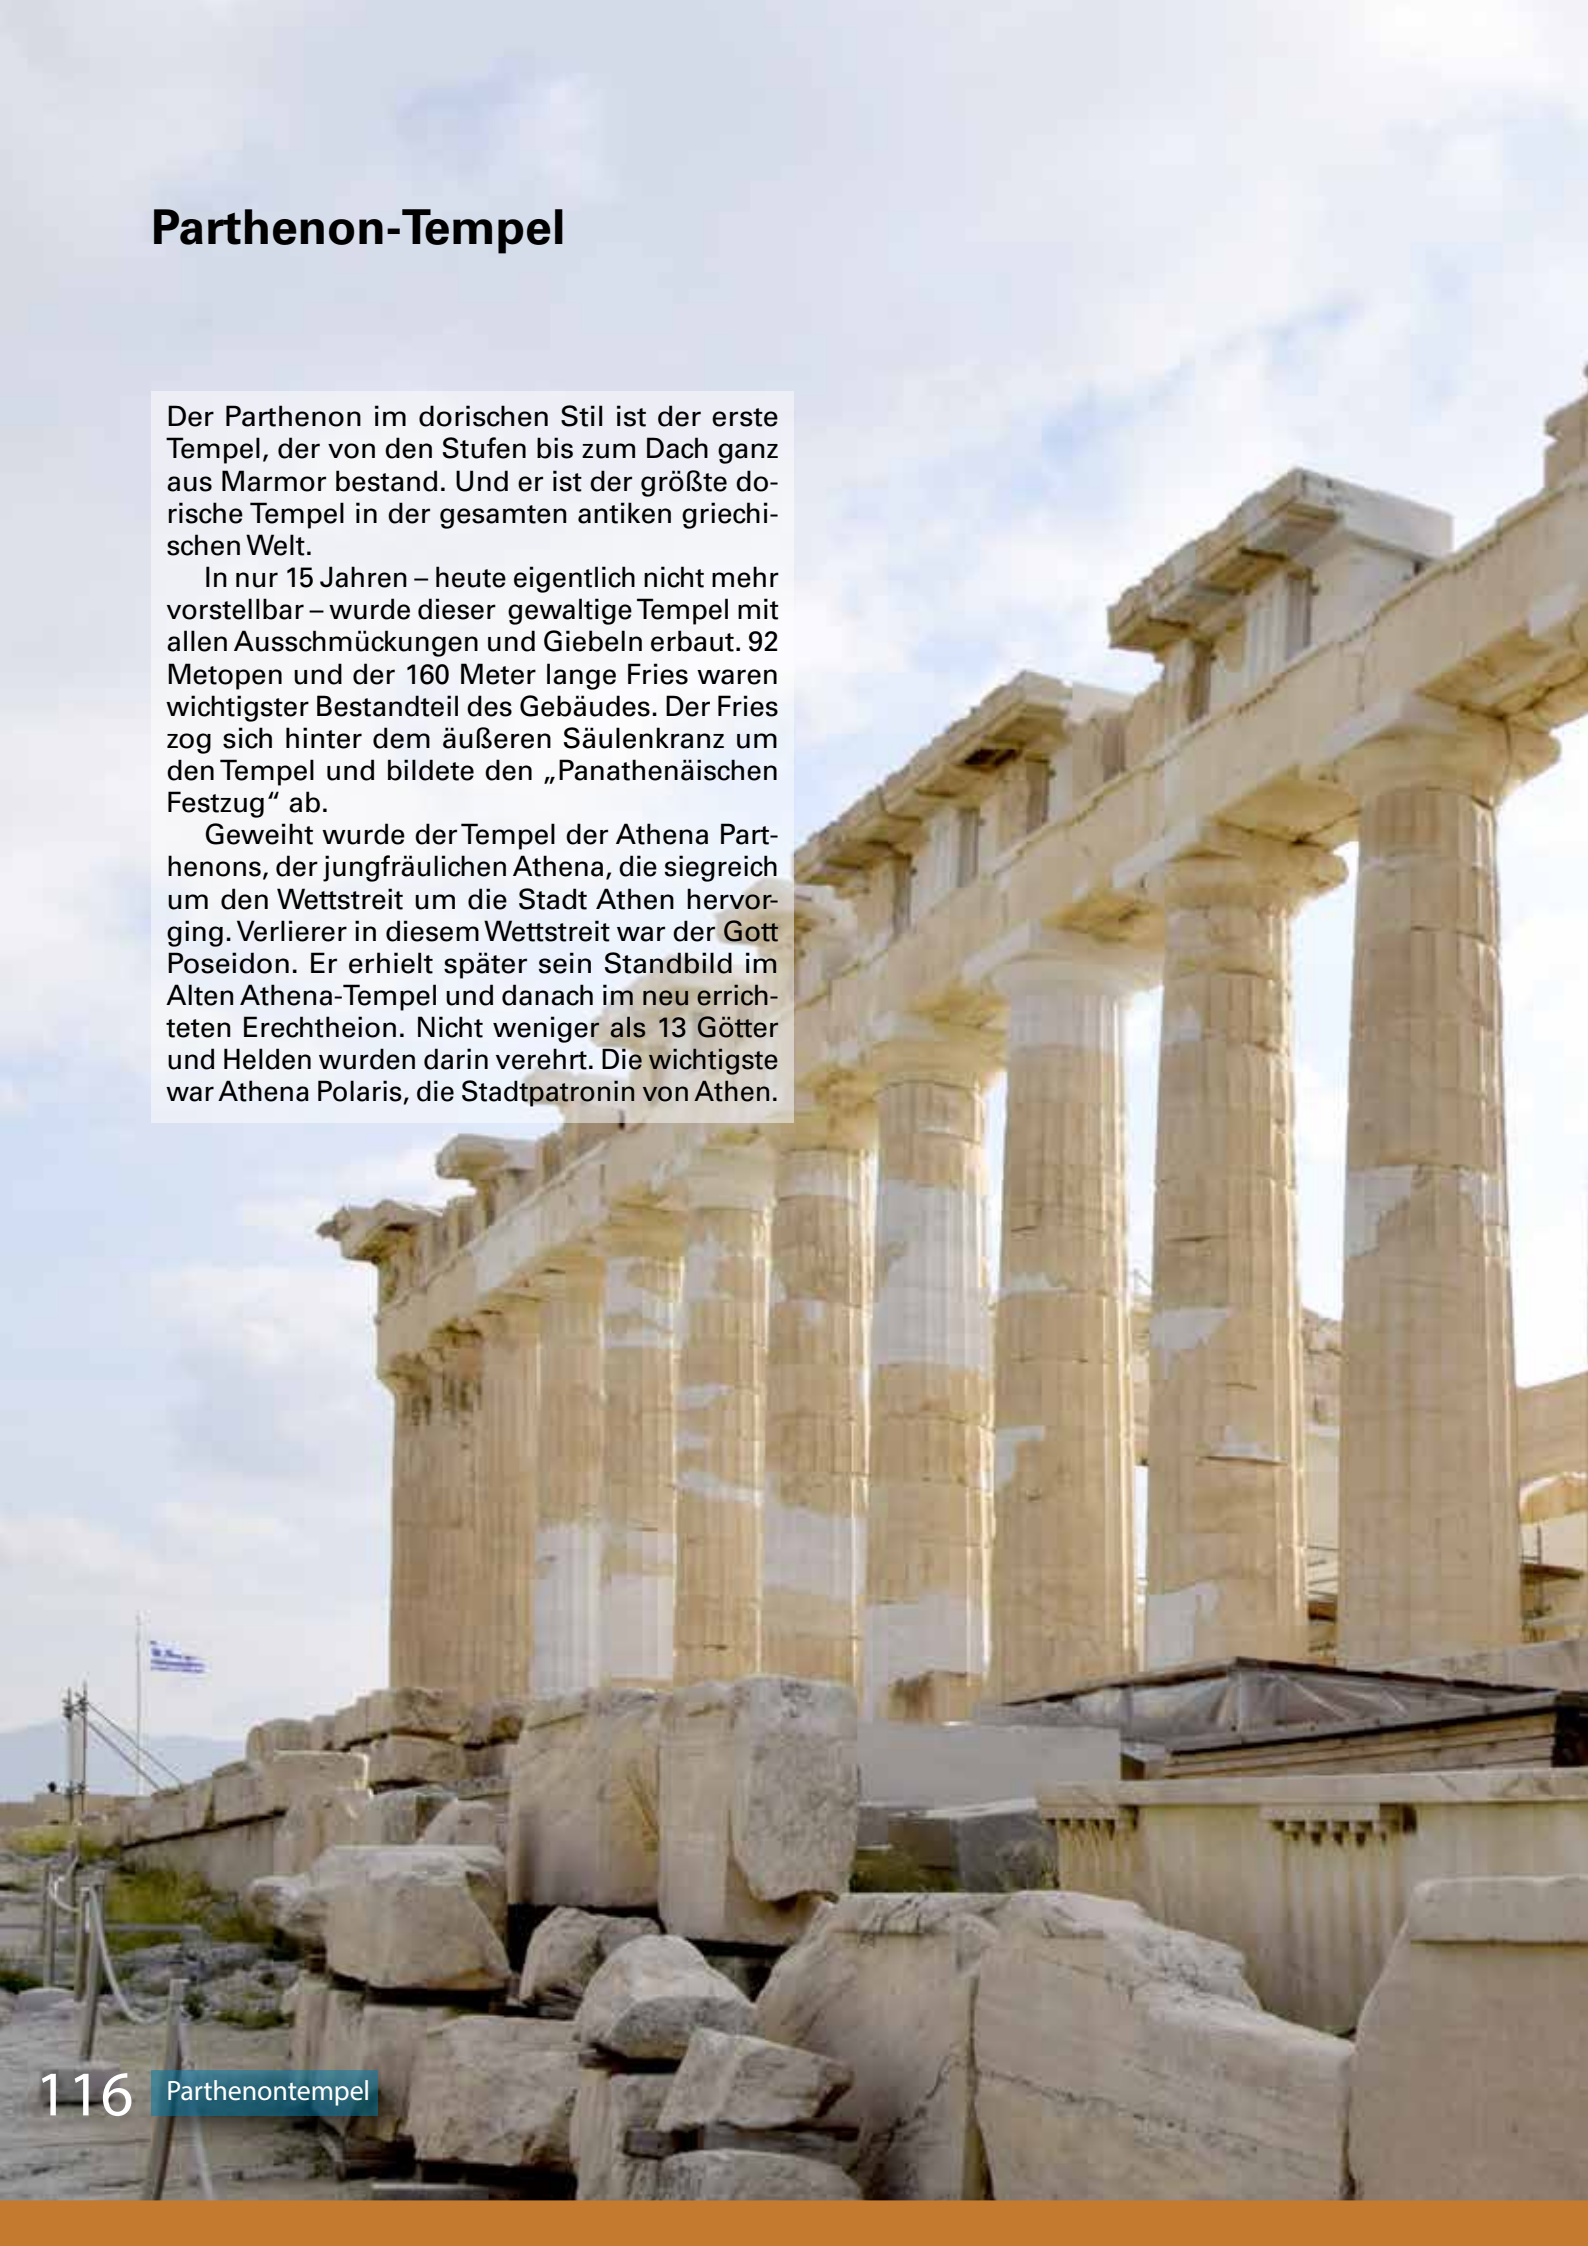 Parthenon-Tempel
Der Parthenon im dorischen Stil ist der erste
Tempel, der von den Stufen bis zum Dach ganz
aus Marmor bestand. Und er ist der größte do-
rische Tempel in der gesamten antiken griechi-
schen Welt.
In nur 15 Jahren – heute eigentlich nicht mehr
vorstellbar – wurde dieser gewaltige Tempel mit
allen Ausschmückungen und Giebeln erbaut. 92
Metopen und der 160 Meter lange Fries waren
wichtigster Bestandteil des Gebäudes. Der Fries
zog sich hinter dem äußeren Säulenkranz um
den Tempel und bildete den „Panathenäischen
Festzug“ ab.
Geweiht wurde der Tempel der Athena Part-
henons, der jungfräulichen Athena, die siegreich
um den Wettstreit um die Stadt Athen hervor-
ging. Verlierer in diesem Wettstreit war der Gott
Poseidon. Er erhielt später sein Standbild im
Alten Athena-Tempel und danach im neu errich-
teten Erechtheion. Nicht weniger als 13 Götter
und Helden wurden darin verehrt. Die wichtigste
war Athena Polaris, die Stadtpatronin von Athen.
116 Parthenontempel